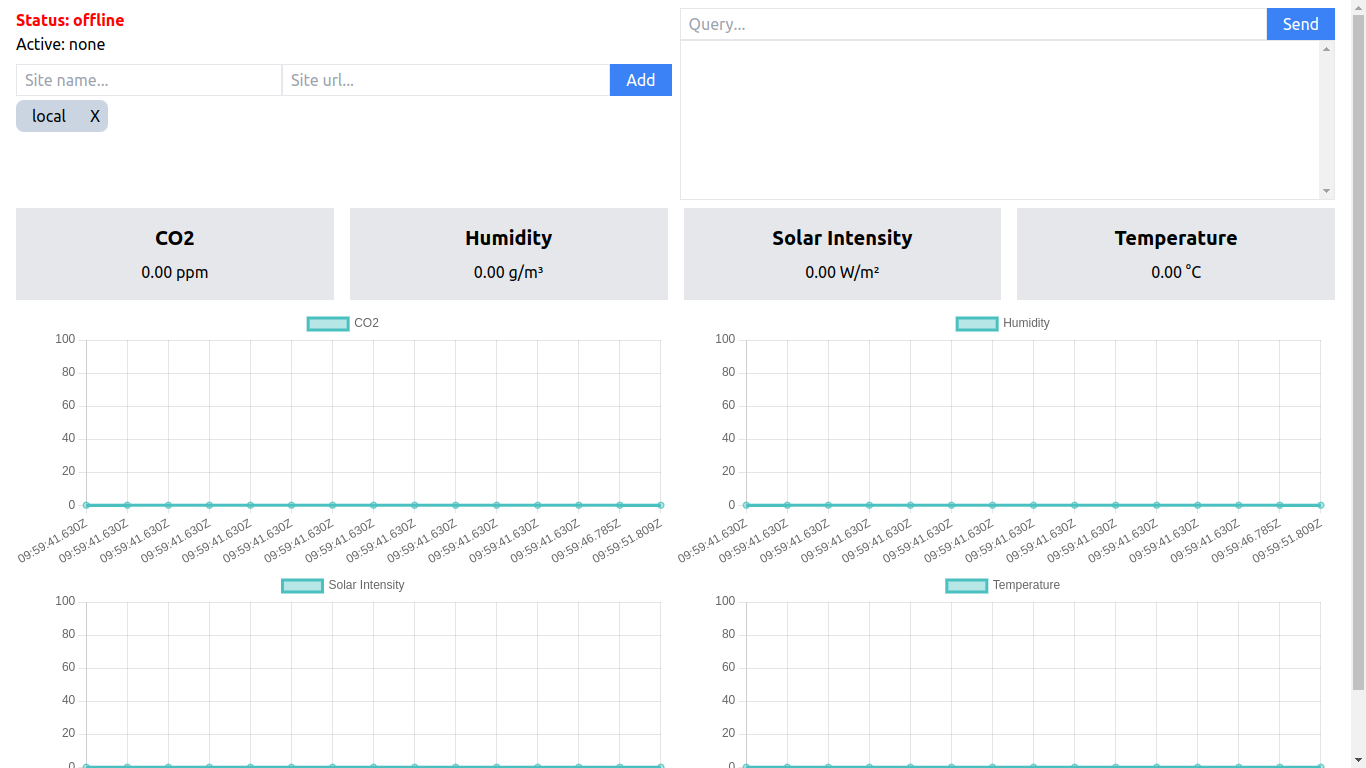 Status: offline
Active: none
Site name...
Site url...
Add
local X
Query...
Send
CO2
0.00 ppm
Humidity
0.00 g/m³
Solar Intensity
0.00 W/m²
Temperature
0.00 °C
CO2
100
80
60
40
20
0
09:59:41.630Z 09:59:41.630Z 09:59:41.630Z 09:59:41.630Z 09:59:41.630Z 09:59:41.630Z 09:59:41.630Z 09:59:41.630Z 09:59:41.630Z 09:59:41.630Z 09:59:41.630Z 09:59:41.630Z 09:59:41.630Z 09:59:46.785Z 09:59:51.809Z
Humidity
100
80
60
40
20
0
09:59:41.630Z 09:59:41.630Z 09:59:41.630Z 09:59:41.630Z 09:59:41.630Z 09:59:41.630Z 09:59:41.630Z 09:59:41.630Z 09:59:41.630Z 09:59:41.630Z 09:59:41.630Z 09:59:41.630Z 09:59:41.630Z 09:59:46.785Z 09:59:51.809Z
Solar Intensity
100
80
60
40
20
0
Temperature
100
80
60
40
20
0